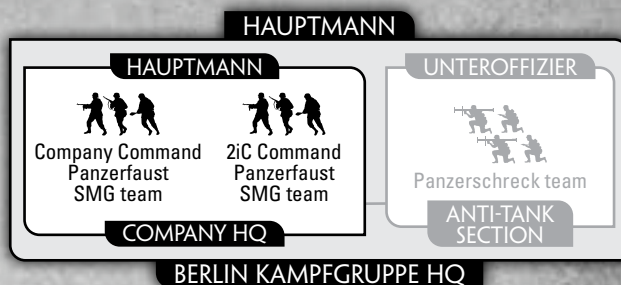 HAUPTMANN
HAUPTMANN
Company Command
Panzerfaust
SMG team
2iC Command
Panzerfaust
SMG team
COMPANY HQ
UNTEROFFIZIER
Panzerschreck team
ANTI-TANK
SECTION
BERLIN KAMPFGRUPPE HQ